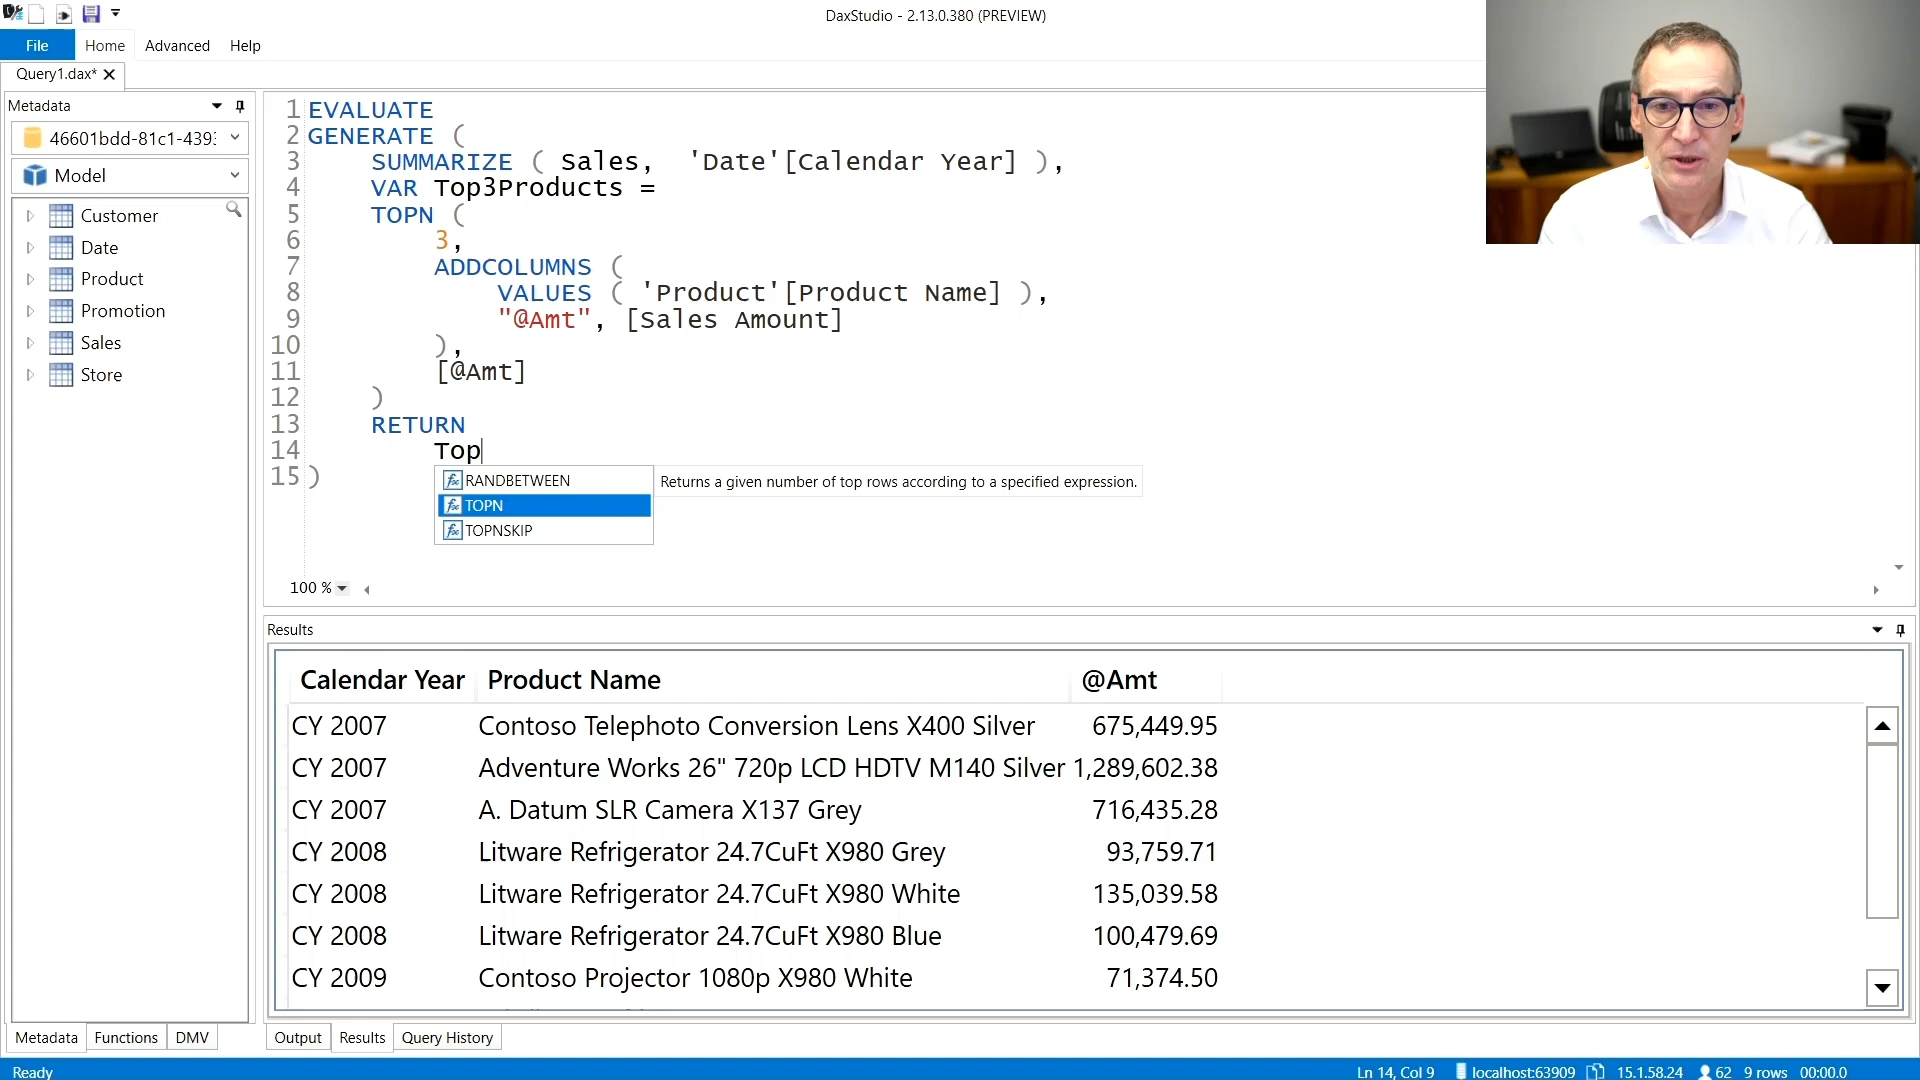 DaxStudio - 2.13.0.380 (PREVIEW)
File Home Advanced Help
Query1.dax*
Metadata
46601bdd-81c1-439
Model
Customer
Date
Product
Promotion
Sales
Store
1 EVALUATE
2 GENERATE (
3 SUMMARIZE ( Sales, 'Date'[Calendar Year] ),
4 VAR Top3Products =
5 TOPN (
6 3,
7 ADDCOLUMNS (
8 VALUES ( 'Product'[Product Name] ),
9 "@Amt", [Sales Amount]
10 ),
11 [@Amt]
12 )
13 RETURN
14 Top
15 )
RANDBETWEEN
TOPN
TOPNSKIP
Returns a given number of top rows according to a specified expression.
100 %
Results
Calendar Year Product Name @Amt
CY 2007 Contoso Telephoto Conversion Lens X400 Silver 675,449.95
CY 2007 Adventure Works 26" 720p LCD HDTV M140 Silver 1,289,602.38
CY 2007 A. Datum SLR Camera X137 Grey 716,435.28
CY 2008 Litware Refrigerator 24.7CuFt X980 Grey 93,759.71
CY 2008 Litware Refrigerator 24.7CuFt X980 White 135,039.58
CY 2008 Litware Refrigerator 24.7CuFt X980 Blue 100,479.69
CY 2009 Contoso Projector 1080p X980 White 71,374.50
Metadata Functions DMV
Output Results Query History
Ready
Ln 14, Col 9 localhost:63909 15.1.58.24 62 9 rows 00:00.0